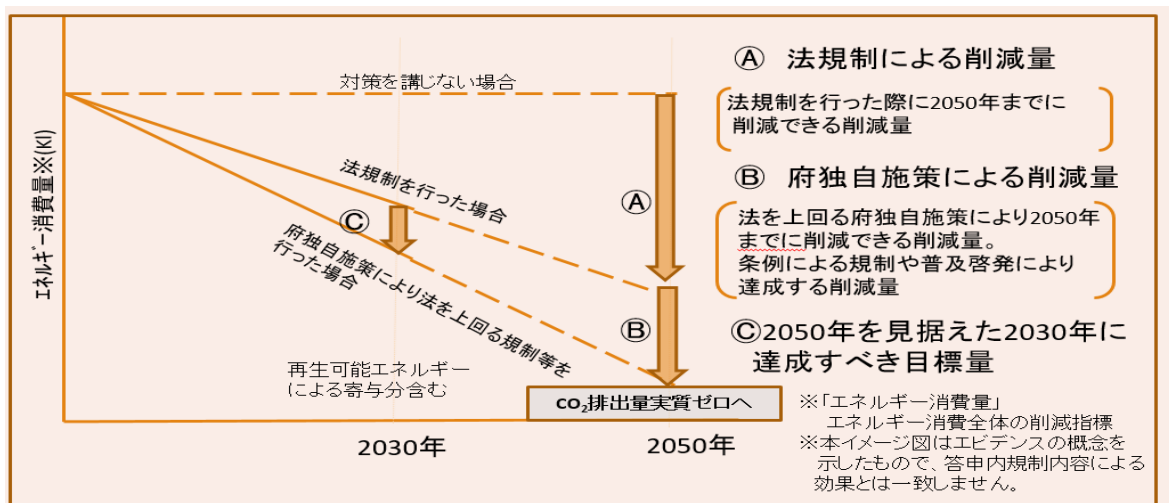 エネルギー消費量※(Kl)
対策を講じない場合
法規制を行った場合
府独自施策により法を上回る規制等を
行った場合
Ⓐ
Ⓑ
Ⓒ
再生可能エネルギー
による寄与分含む
CO₂排出量実質ゼロへ
2030年
2050年
Ⓐ 法規制による削減量
法規制を行った際に2050年までに
削減できる削減量
Ⓑ 府独自施策による削減量
法を上回る府独自施策により2050年
までに削減できる削減量。
条例による規制や普及啓発により
達成する削減量
Ⓒ2050年を見据えた2030年に
達成すべき目標量
※「エネルギー消費量」
エネルギー消費全体の削減指標
※本イメージ図はエビデンスの概念を
示したもので、答申内規制内容による
効果とは一致しません。